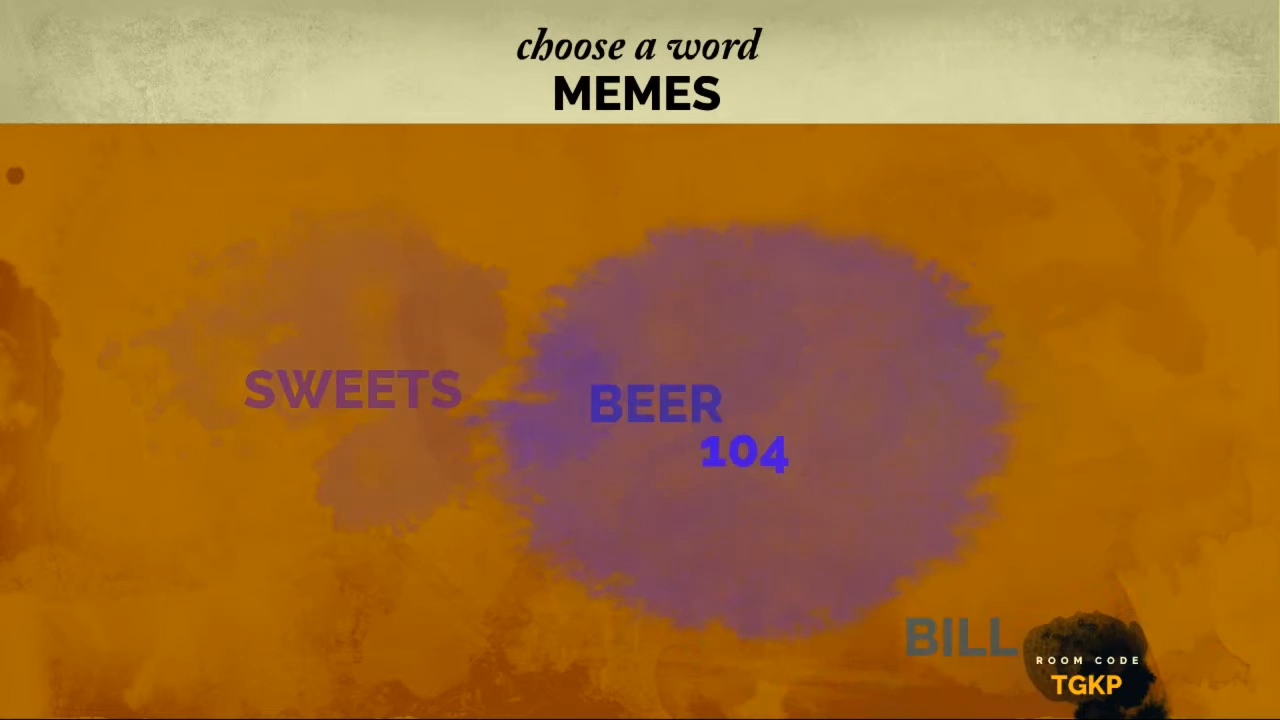 choose a word
MEMES
SWEETS
BEER
104
BILL
ROOM CODE
TGKP